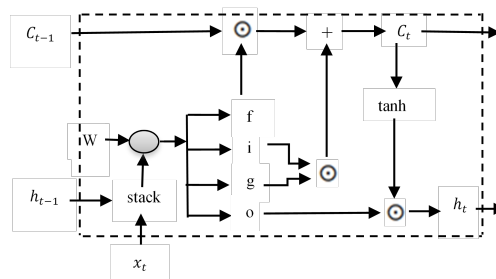 C_{t-1}
⊙
+
C_t
tanh
f
W
i
g
⊙
h_{t-1}
stack
o
⊙
h_t
x_t